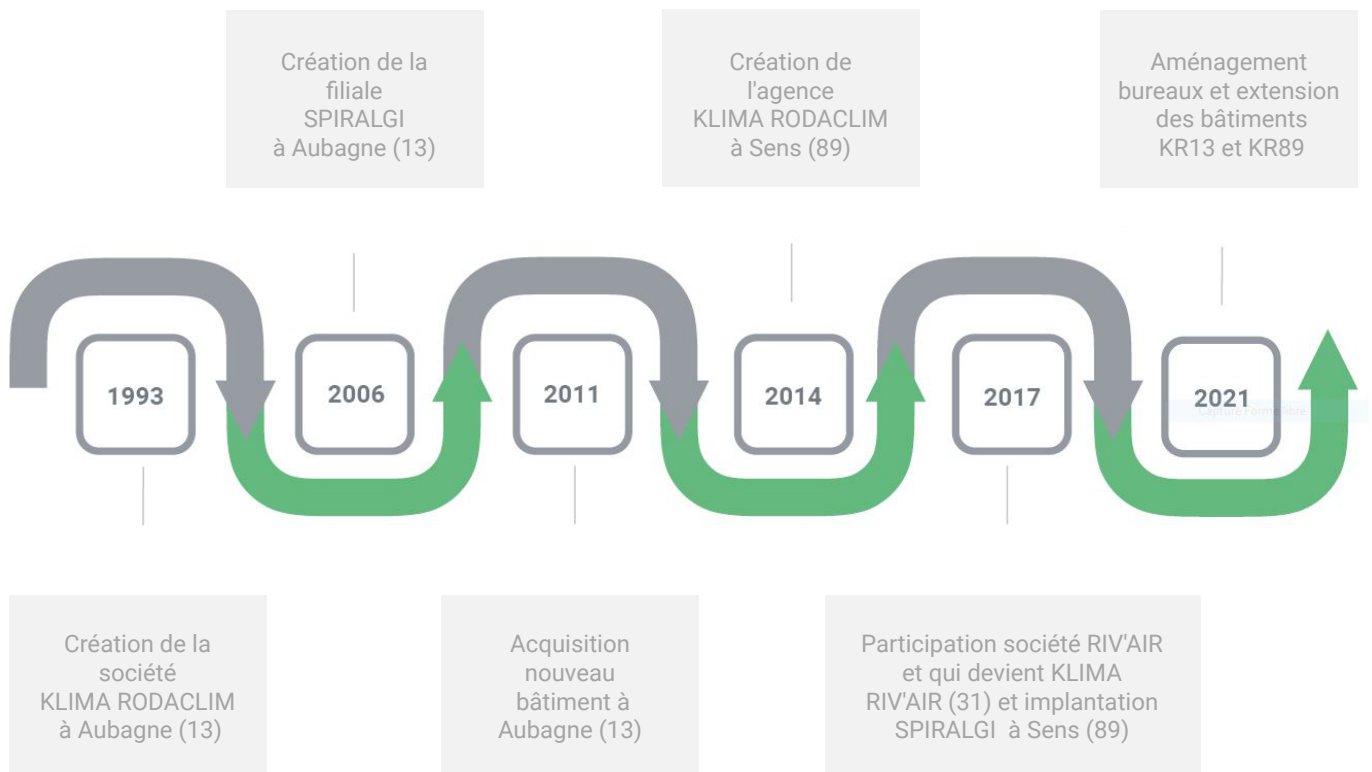 Création de la
filiale
SPIRALGI
à Aubagne (13)
Création de
l'agence
KLIMA RODACLIM
à Sens (89)
Aménagement
bureaux et extension
des bâtiments
KR13 et KR89
1993
2006
2011
2014
2017
2021
Capture Forme libre
Création de la
société
KLIMA RODACLIM
à Aubagne (13)
Acquisition
nouveau
bâtiment à
Aubagne (13)
Participation société RIV'AIR
et qui devient KLIMA
RIV'AIR (31) et implantation
SPIRALGI à Sens (89)